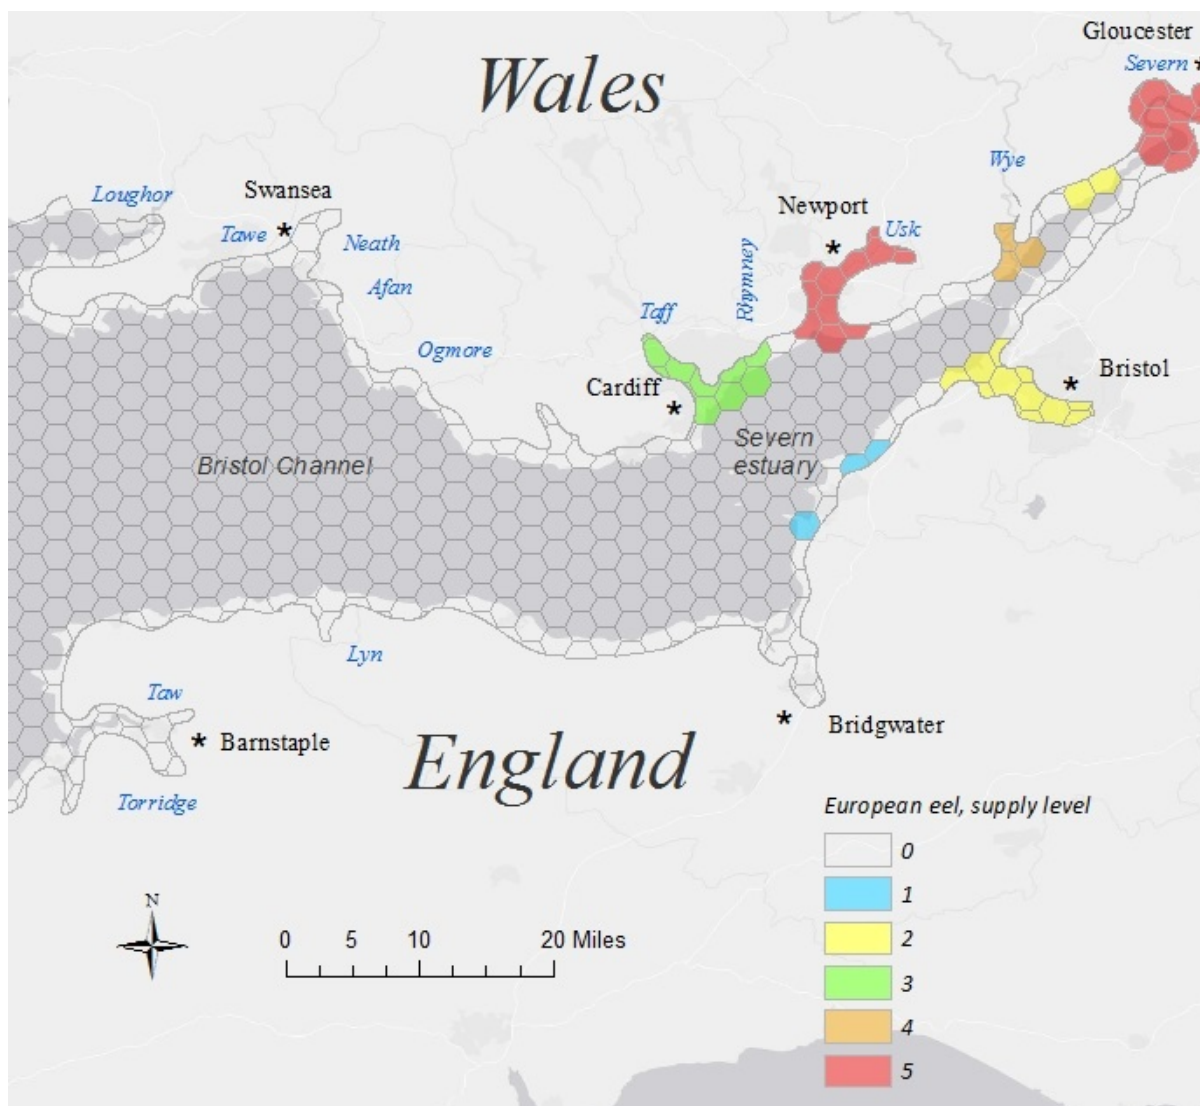 Gloucester
Severn *
Wales
Wye
Loughor
Swansea
*
Tawe
Neath
Newport
*
Usk
Rhymney
Afan
Taff
Ogmore
Cardiff
*
Bristol
*
Bristol Channel
Severn
estuary
Lyn
Taw
* Barnstaple
Torridge
* Bridgwater
England
European eel, supply level
0
1
2
3
4
5
N
0 5 10 20 Miles